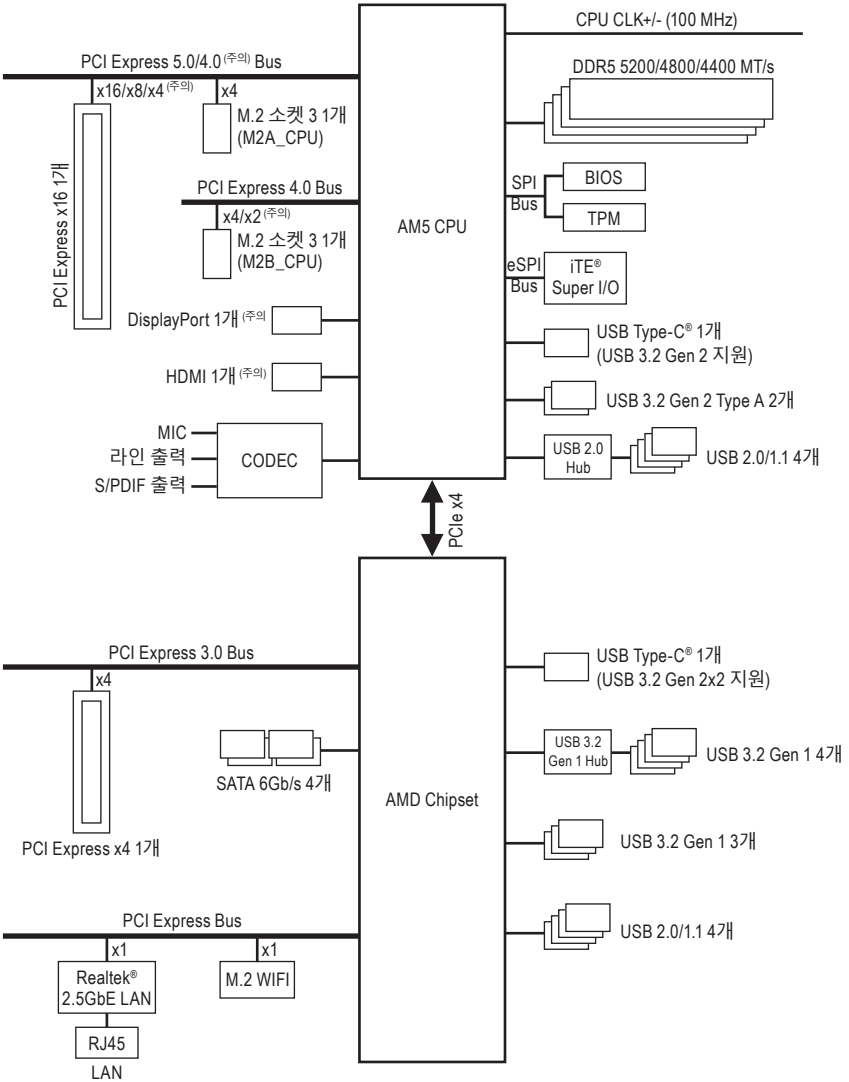 CPU CLK+/- (100 MHz)
PCI Express 5.0/4.0 (주의) Bus
DDR5 5200/4800/4400 MT/s
x16/x8/x4 (주의)
x4
M.2 소켓 3 1개
(M2A_CPU)
PCI Express x16 1개
PCI Express 4.0 Bus
x4/x2 (주의)
M.2 소켓 3 1개
(M2B_CPU)
AM5 CPU
SPI
Bus
BIOS
TPM
eSPI
Bus
iTE®
Super I/O
DisplayPort 1개 (주의
USB Type-C® 1개
(USB 3.2 Gen 2 지원)
HDMI 1개 (주의)
USB 3.2 Gen 2 Type A 2개
MIC
라인 출력
S/PDIF 출력
CODEC
USB 2.0
Hub
USB 2.0/1.1 4개
PCIe x4
PCI Express 3.0 Bus
x4
USB Type-C® 1개
(USB 3.2 Gen 2x2 지원)
SATA 6Gb/s 4개
AMD Chipset
USB 3.2
Gen 1 Hub
USB 3.2 Gen 1 4개
PCI Express x4 1개
USB 3.2 Gen 1 3개
PCI Express Bus
x1
x1
USB 2.0/1.1 4개
Realtek®
2.5GbE LAN
M.2 WIFI
RJ45
LAN